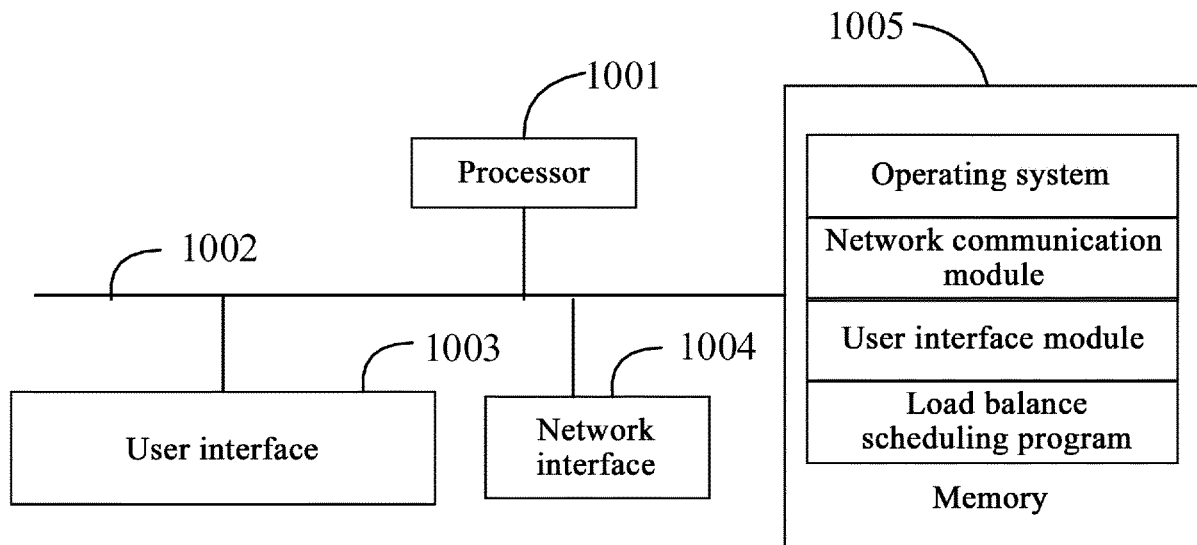 1005
1001
Processor
Operating system
Network communication
module
1002
User interface module
1003
1004
Load balance
scheduling program
User interface
Network
interface
Memory